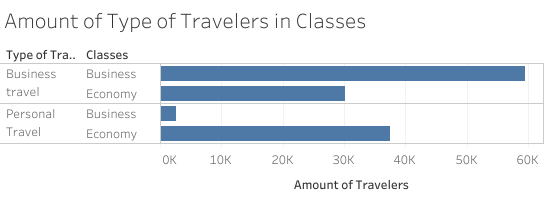 Amount of Type of Travelers in Classes
Type of Tra.. Classes
Business travel Business
Economy
Personal Travel Business
Economy
0K 10K 20K 30K 40K 50K 60K
Amount of Travelers